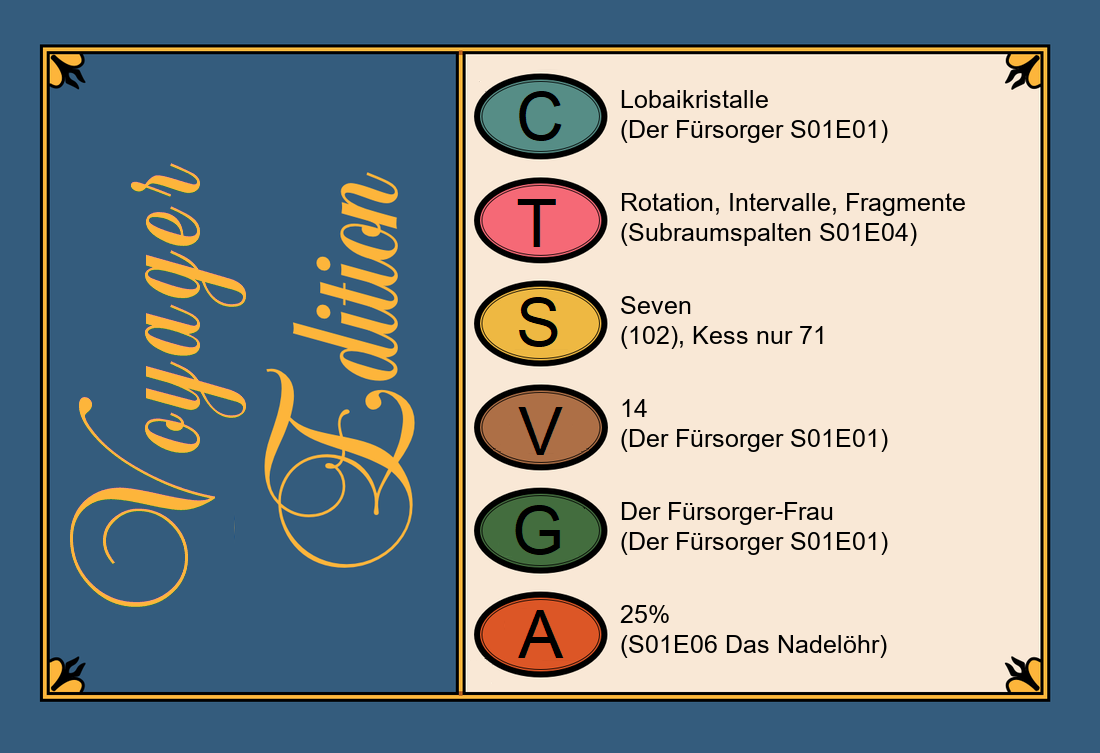 Voyager
Edition
C
Lobaikristalle
(Der Fürsorger S01E01)
T
Rotation, Intervalle, Fragmente
(Subraumspalten S01E04)
S
Seven
(102), Kess nur 71
V
14
(Der Fürsorger S01E01)
G
Der Fürsorger-Frau
(Der Fürsorger S01E01)
A
25%
(S01E06 Das Nadelöhr)